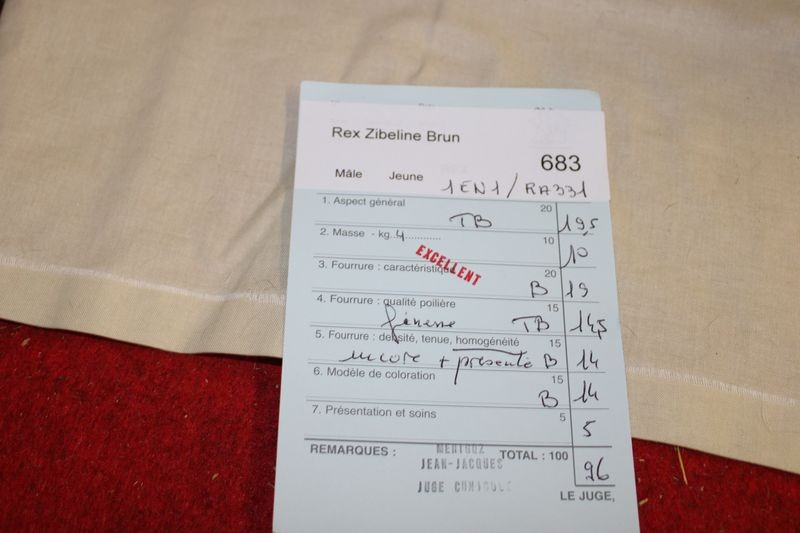 Rex Zibeline Brun
683
Mâle Jeune
1EN1/RA331
1. Aspect général TB 20 19,5
2. Masse - kg..4............ 10 10
EXCELLENT
3. Fourrure : caractéristique B 20 19
4. Fourrure : qualité poilière 15
TB 14,5
5. Fourrure : densité, tenue, homogénéité 15
encore + présente B 14
6. Modèle de coloration 15
B 14
7. Présentation et soins 5 5
REMARQUES : TOTAL : 100 96
JEAN-JACQUES
JUGE CUNICOLE
LE JUGE,